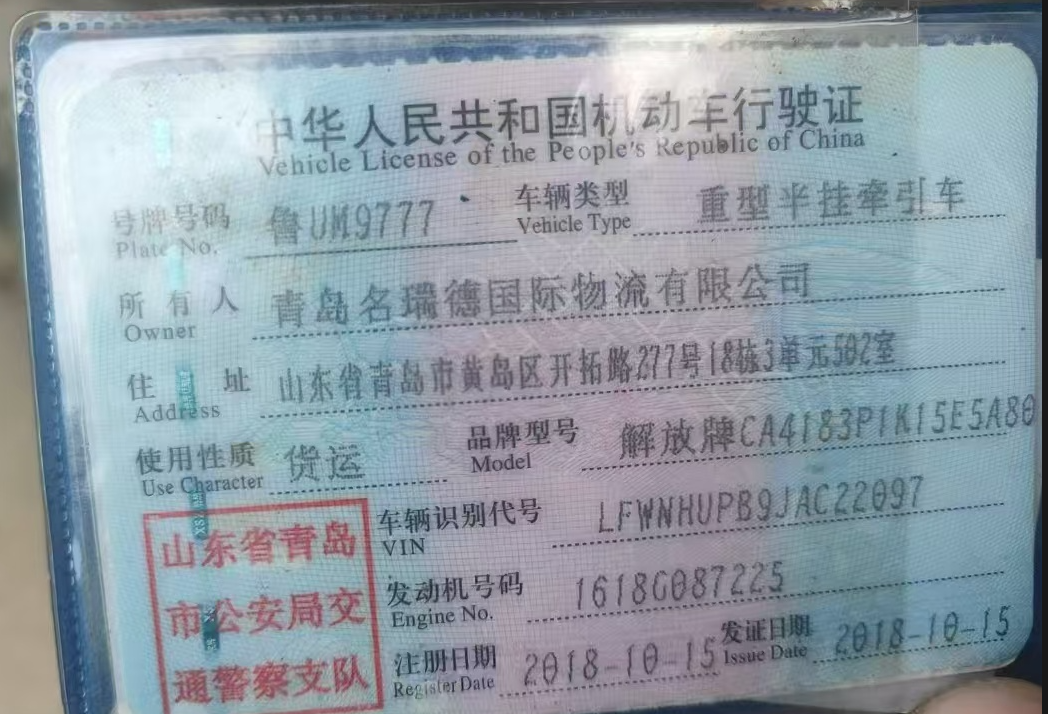 中华人民共和国机动车行驶证
Vehicle License of the People's Republic of China
号牌号码 鲁UM9777 车辆类型 重型半挂牵引车
Plate No. Vehicle Type
所有人 青岛名瑞德国际物流有限公司
Owner
住址 山东省青岛市黄岛区开拓路277号18栋3单元502室
Address
使用性质 货运 品牌型号 解放牌CA4183P1K15E5A80
Use Character Model
车辆识别代号 LFWNHUPB9JAC22097
VIN
发动机号码 1618G087225
Engine No.
注册日期 2018-10-15 发证日期 2018-10-15
Register Date Issue Date
山东省青岛
市公安局交
通警察支队